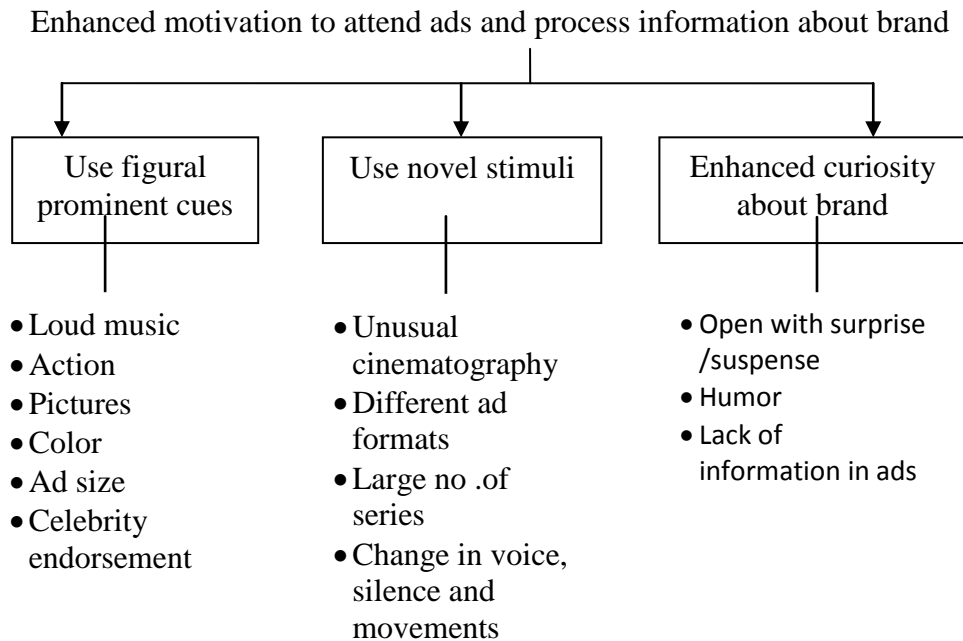 Enhanced motivation to attend ads and process information about brand
Use figural
prominent cues
Use novel stimuli
Enhanced curiosity
about brand
• Loud music
• Action
• Pictures
• Color
• Ad size
• Celebrity
endorsement
• Unusual
cinematography
• Different ad
formats
• Large no .of
series
• Change in voice,
silence and
movements
• Open with surprise
/suspense
• Humor
• Lack of
information in ads